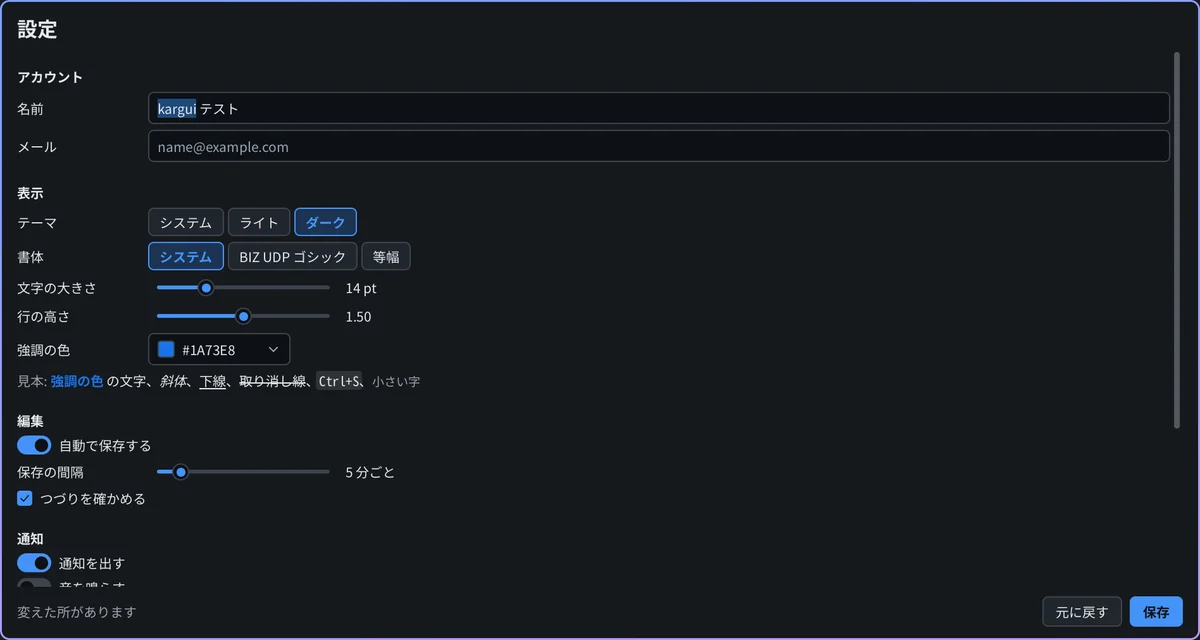 設定
アカウント
名前 kargui テスト
メール name@example.com
表示
テーマ システム ライト ダーク
書体 システム BIZ UDP ゴシック 等幅
文字の大きさ 14 pt
行の高さ 1.50
強調の色 #1A73E8
見本: 強調の色 の文字、斜体、下線、取り消し線、Ctrl+S、小さい字
編集
自動で保存する
保存の間隔 5 分ごと
つづりを確かめる
通知
通知を出す
音を鳴らす
変えた所があります 元に戻す 保存